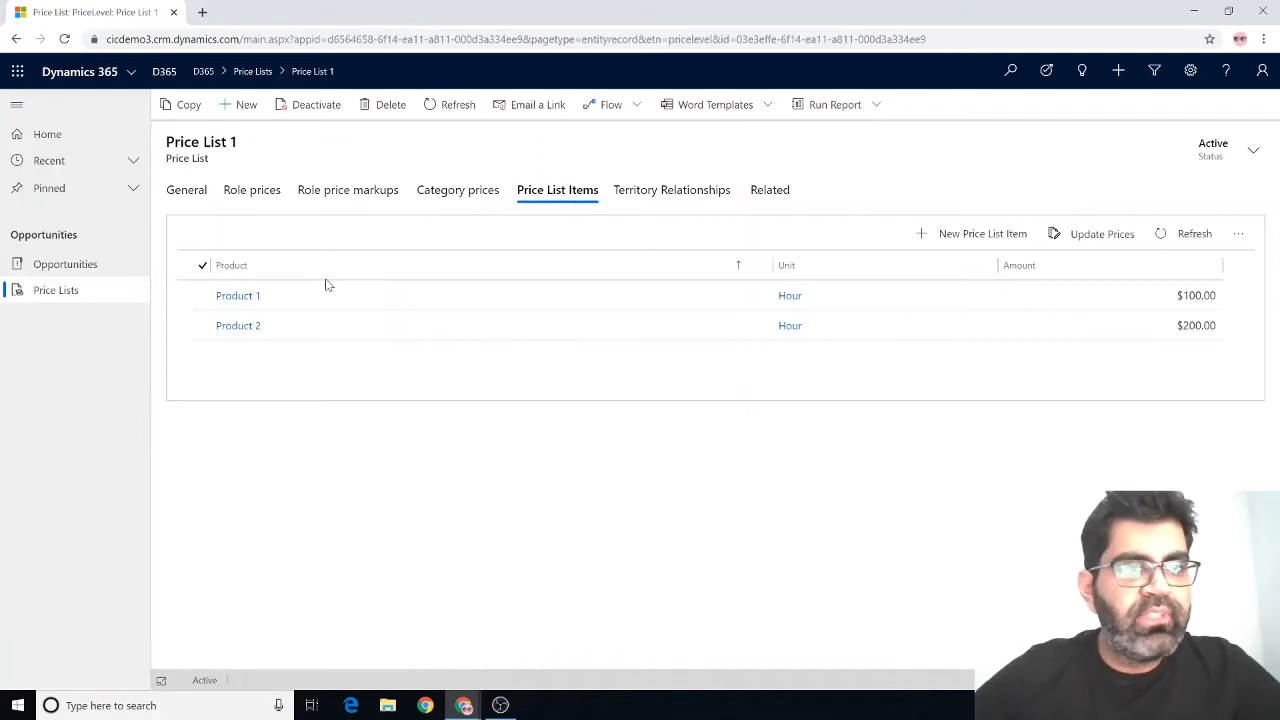 Price List: PriceLevel: Price List 1
cicdemo3.crm.dynamics.com/main.aspx?appid=d6564658-6f14-ea11-a811-000d3a334ee9&pagetype=entityrecord&etn=pricelevel&id=03e3effe-6f14-ea11-a811-000d3a334ee9
Dynamics 365 D365 D365 > Price Lists > Price List 1
Copy New Deactivate Delete Refresh Email a Link Flow Word Templates Run Report
Home
Recent
Pinned
Opportunities
Opportunities
Price Lists
Price List 1
Price List
Active
Status
General Role prices Role price markups Category prices Price List Items Territory Relationships Related
New Price List Item Update Prices Refresh ...
Product Unit Amount
Product 1 Hour $100.00
Product 2 Hour $200.00
Active
Type here to search